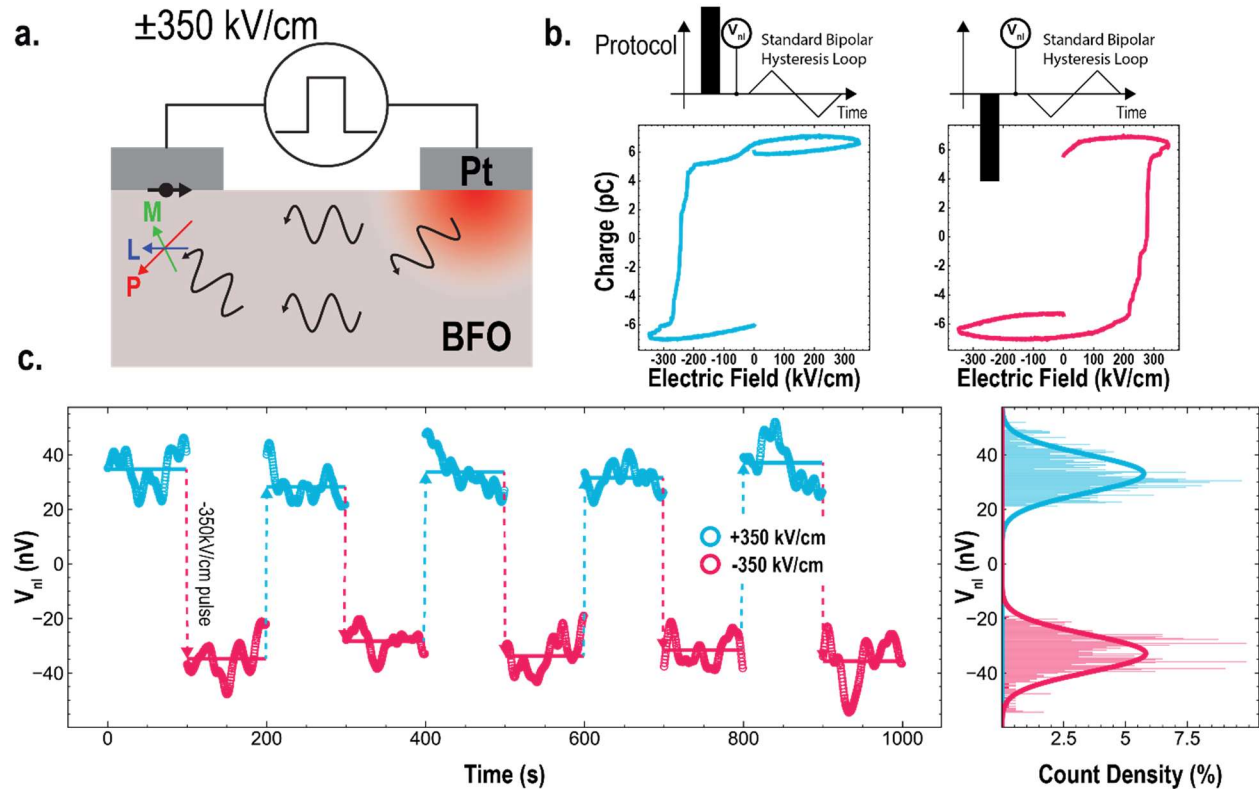 a.
±350 kV/cm
Pt
M
L
P
BFO
b.
Protocol
Vnl
Standard Bipolar
Hysteresis Loop
Time
Vnl
Standard Bipolar
Hysteresis Loop
Time
Charge (pC)
6
4
2
0
-2
-4
-6
-300 -200 -100 0 100 200 300
Electric Field (kV/cm)
6
4
2
0
-2
-4
-6
-300 -200 -100 0 100 200 300
Electric Field (kV/cm)
c.
Vnl (nV)
40
20
0
−20
−40
-350kV/cm pulse
+350 kV/cm
-350 kV/cm
0 200 400 600 800 1000
Time (s)
Vnl (nV)
40
20
0
−20
−40
2.5 5 7.5
Count Density (%)